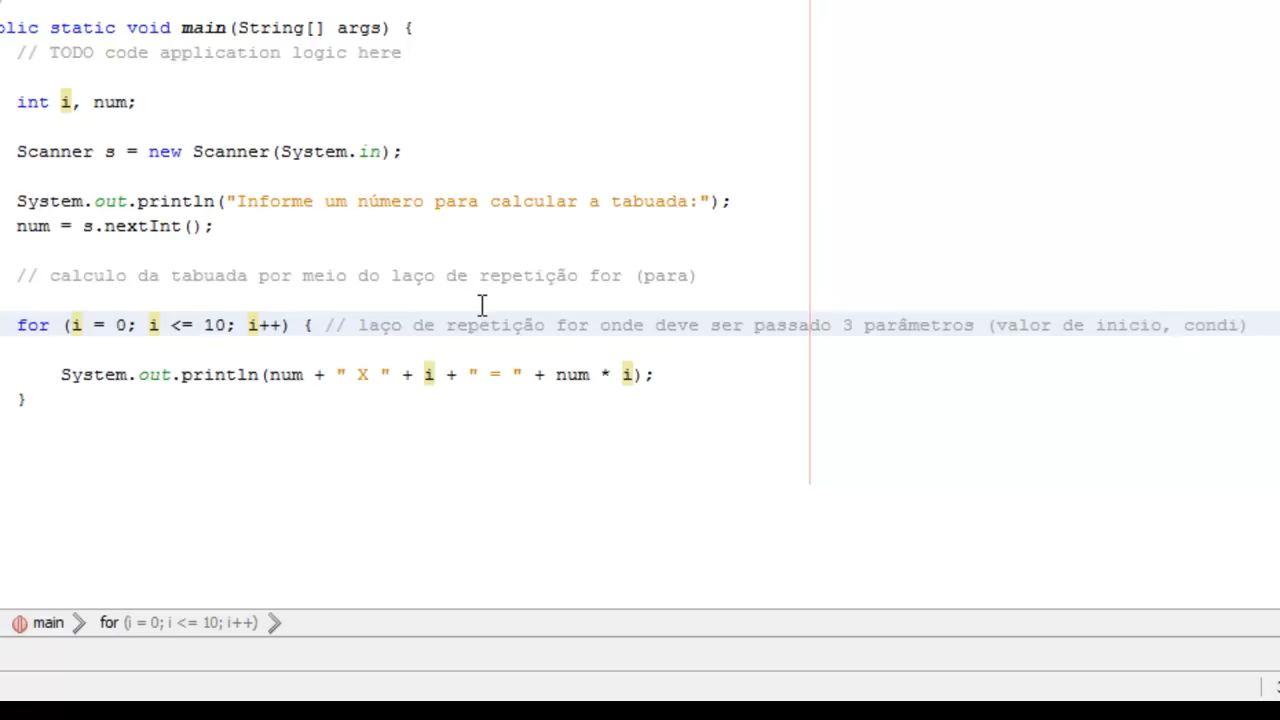 blic static void main(String[] args) {
// TODO code application logic here
int i, num;
Scanner s = new Scanner(System.in);
System.out.println("Informe um número para calcular a tabuada:");
num = s.nextInt();
// calculo da tabuada por meio do laço de repetição for (para)
for (i = 0; i <= 10; i++) { // laço de repetição for onde deve ser passado 3 parâmetros (valor de inicio, condi)
System.out.println(num + " X " + i + " = " + num * i);
}
main for (i = 0; i <= 10; i++)